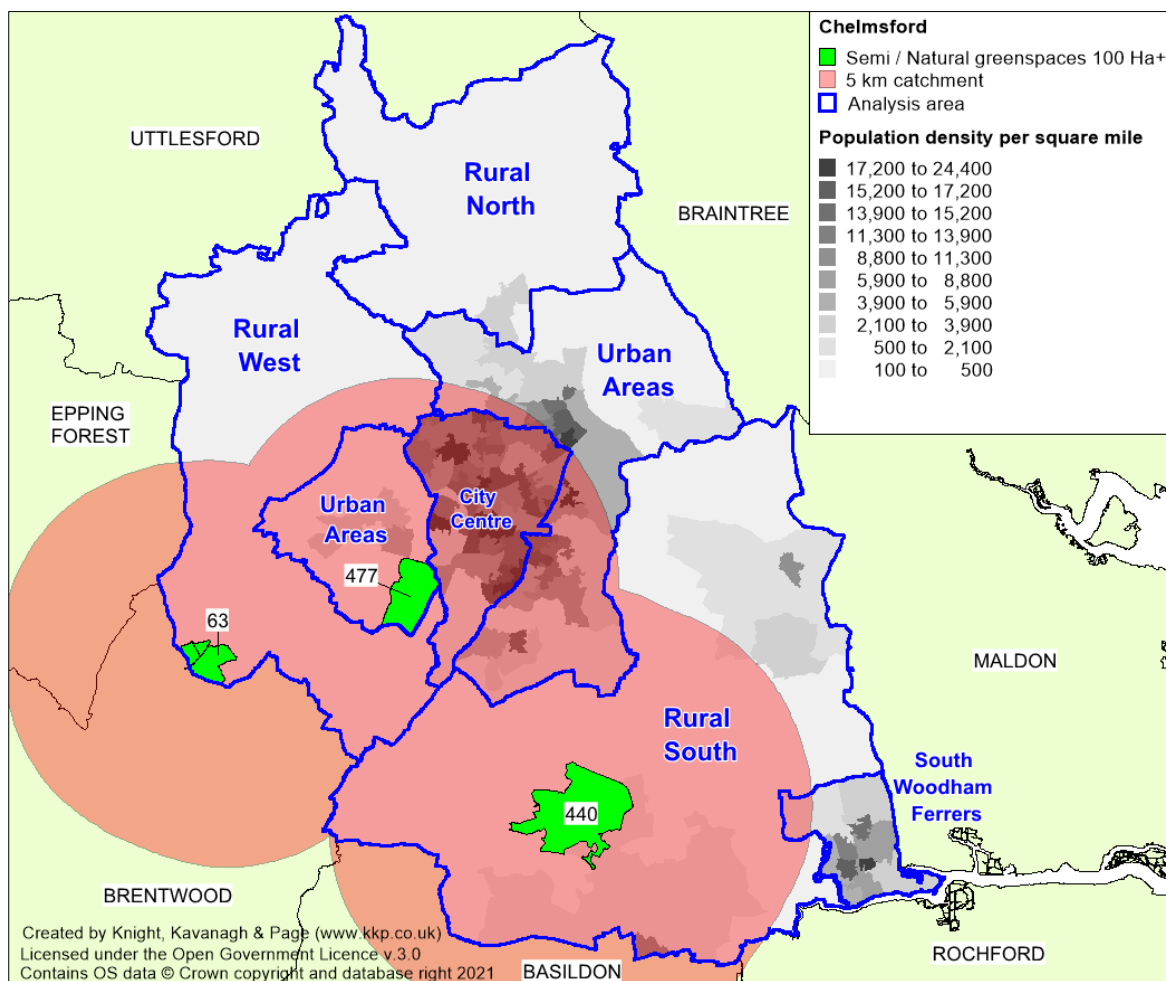 Chelmsford
Semi / Natural greenspaces 100 Ha+
5 km catchment
Analysis area
Population density per square mile
17,200 to 24,400
15,200 to 17,200
13,900 to 15,200
11,300 to 13,900
8,800 to 11,300
5,900 to 8,800
3,900 to 5,900
2,100 to 3,900
500 to 2,100
100 to 500
UTTLESFORD
Rural
North
BRAINTREE
Rural
West
Urban
Areas
EPPING
FOREST
Urban
Areas
City
Centre
477
63
MALDON
Rural
South
South
Woodham
Ferrers
440
BRENTWOOD
ROCHFORD
BASILDON
Created by Knight, Kavanagh & Page (www.kkp.co.uk)
Licensed under the Open Government Licence v.3.0
Contains OS data © Crown copyright and database right 2021